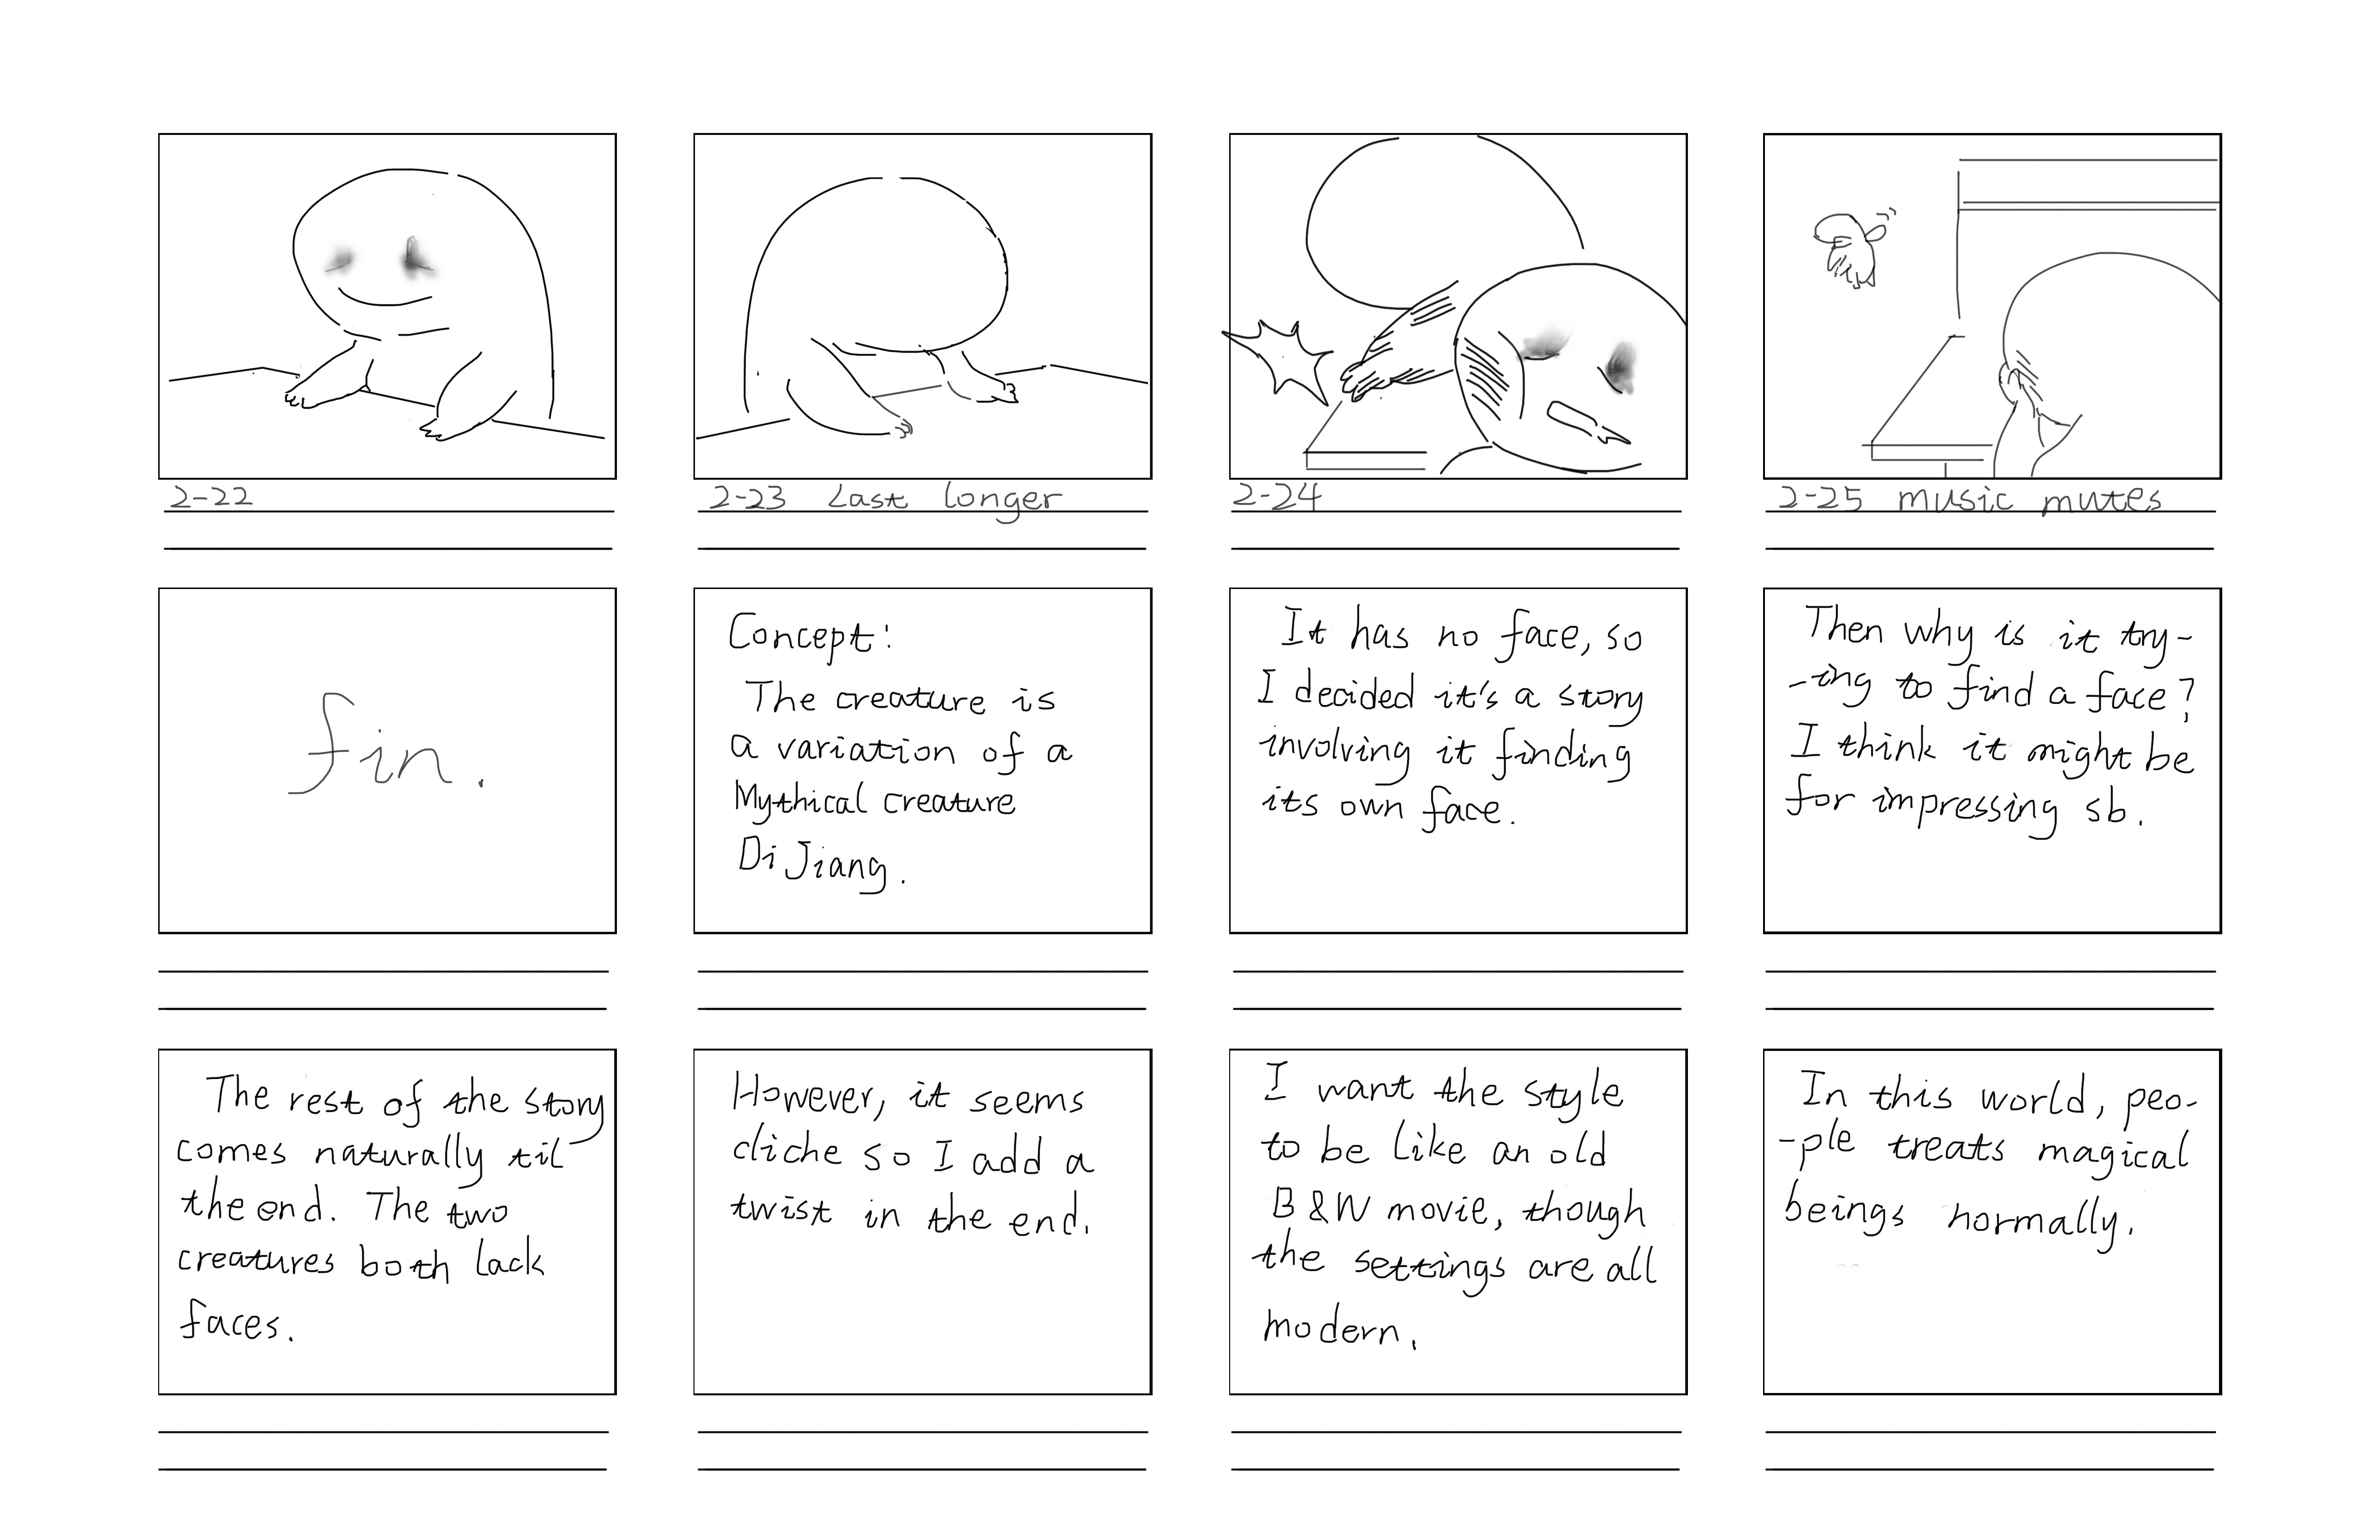 2-22
2-23 Last longer
2-24
2-25 music mutes
fin.
Concept:
The creature is
a variation of a
Mythical creature
Di Jiang.
It has no face, so
I decided it's a story
involving it finding
its own face.
Then why is it try-
-ing to find a face?
I think it might be
for impressing sb.
The rest of the story
comes naturally til
the end. The two
creatures both lack
faces.
However, it seems
cliche so I add a
twist in the end.
I want the style
to be like an old
B&W movie, though
the settings are all
modern.
In this world, peo-
-ple treats magical
beings normally.